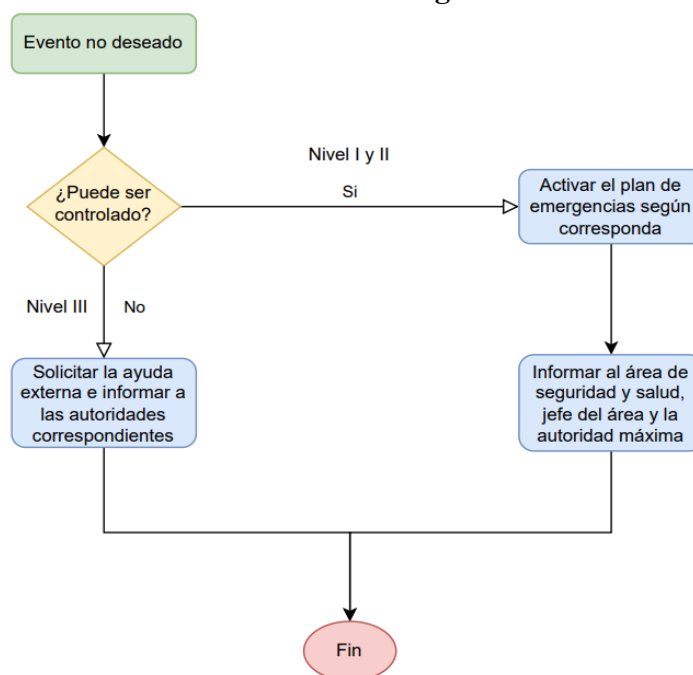 Evento no deseado
¿Puede ser
controlado?
Nivel I y II
Si
Activar el plan de
emergencias según
corresponda
Nivel III
No
Solicitar la ayuda
externa e informar a
las autoridades
correspondientes
Informar al área de
seguridad y salud,
jefe del área y la
autoridad máxima
Fin